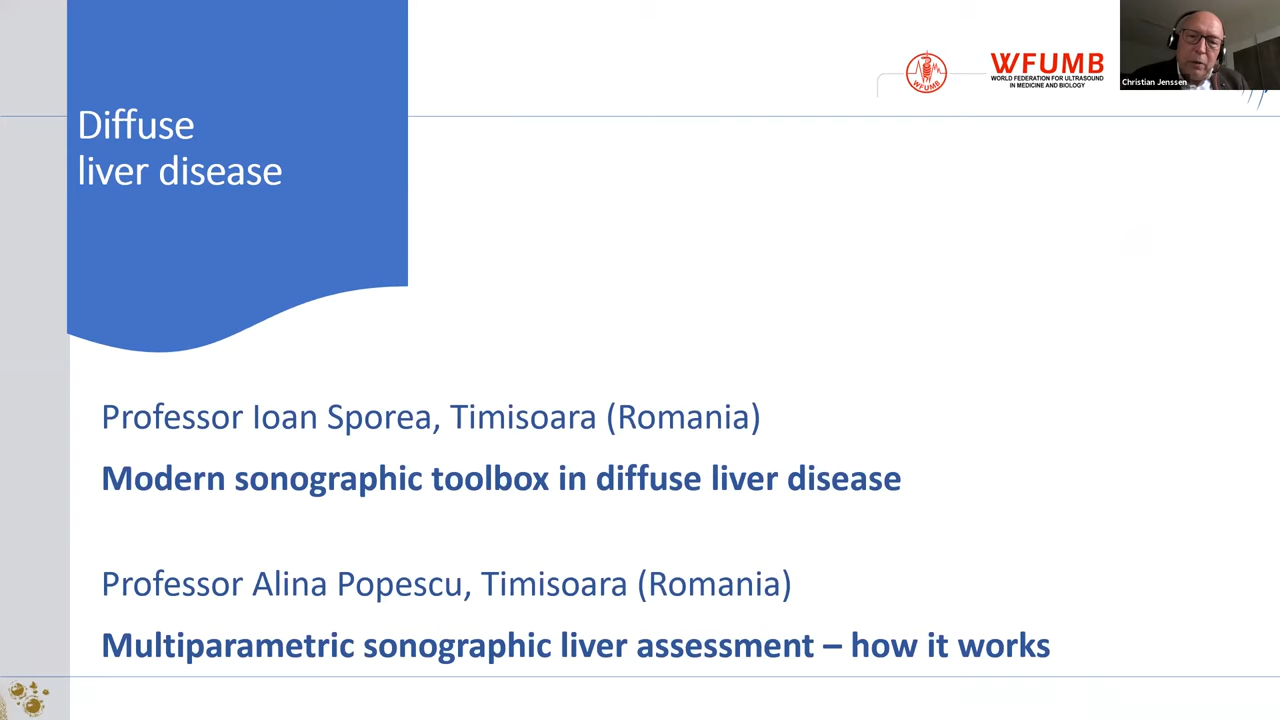 WFUMB
WFUMB
WORLD FEDERATION FOR ULTRASOUND
IN MEDICINE AND BIOLOGY
Christian Jenssen
Diffuse
liver disease
Professor Ioan Sporea, Timisoara (Romania)
Modern sonographic toolbox in diffuse liver disease
Professor Alina Popescu, Timisoara (Romania)
Multiparametric sonographic liver assessment – how it works